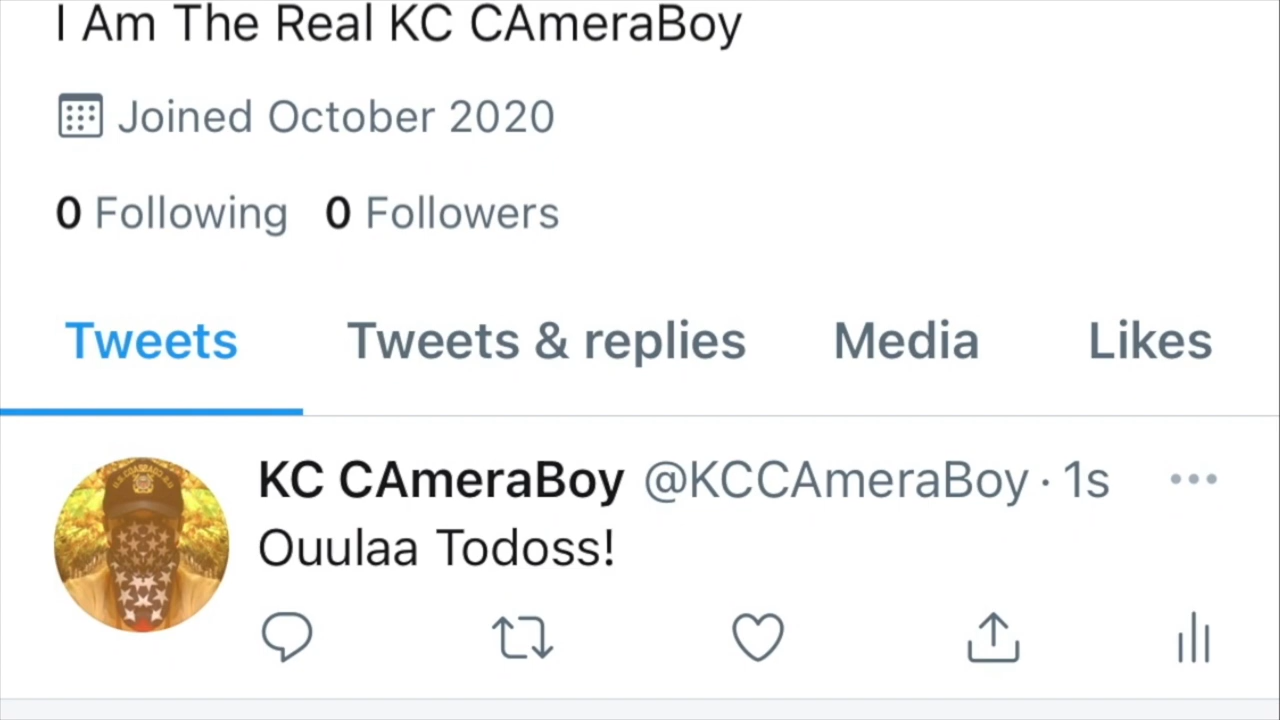 I Am The Real KC CAmeraBoy
Joined October 2020
0 Following 0 Followers
Tweets Tweets & replies Media Likes
KC CAmeraBoy @KCCAmeraBoy · 1s
Ouulaa Todoss!